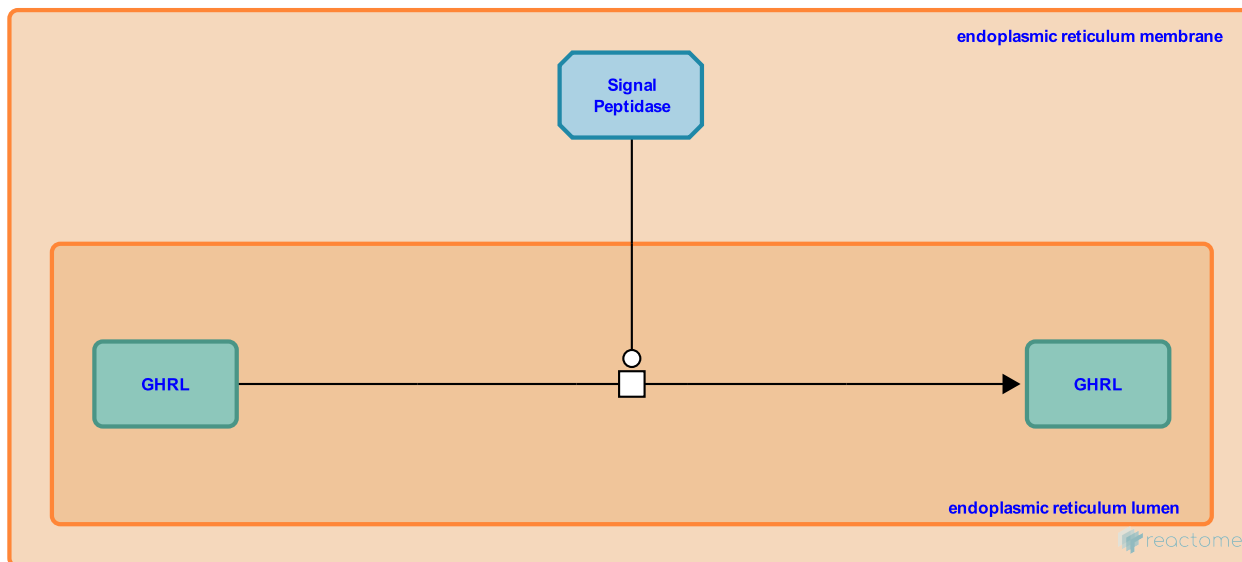 endoplasmic reticulum membrane
Signal
Peptidase
GHRL
GHRL
endoplasmic reticulum lumen
reactome